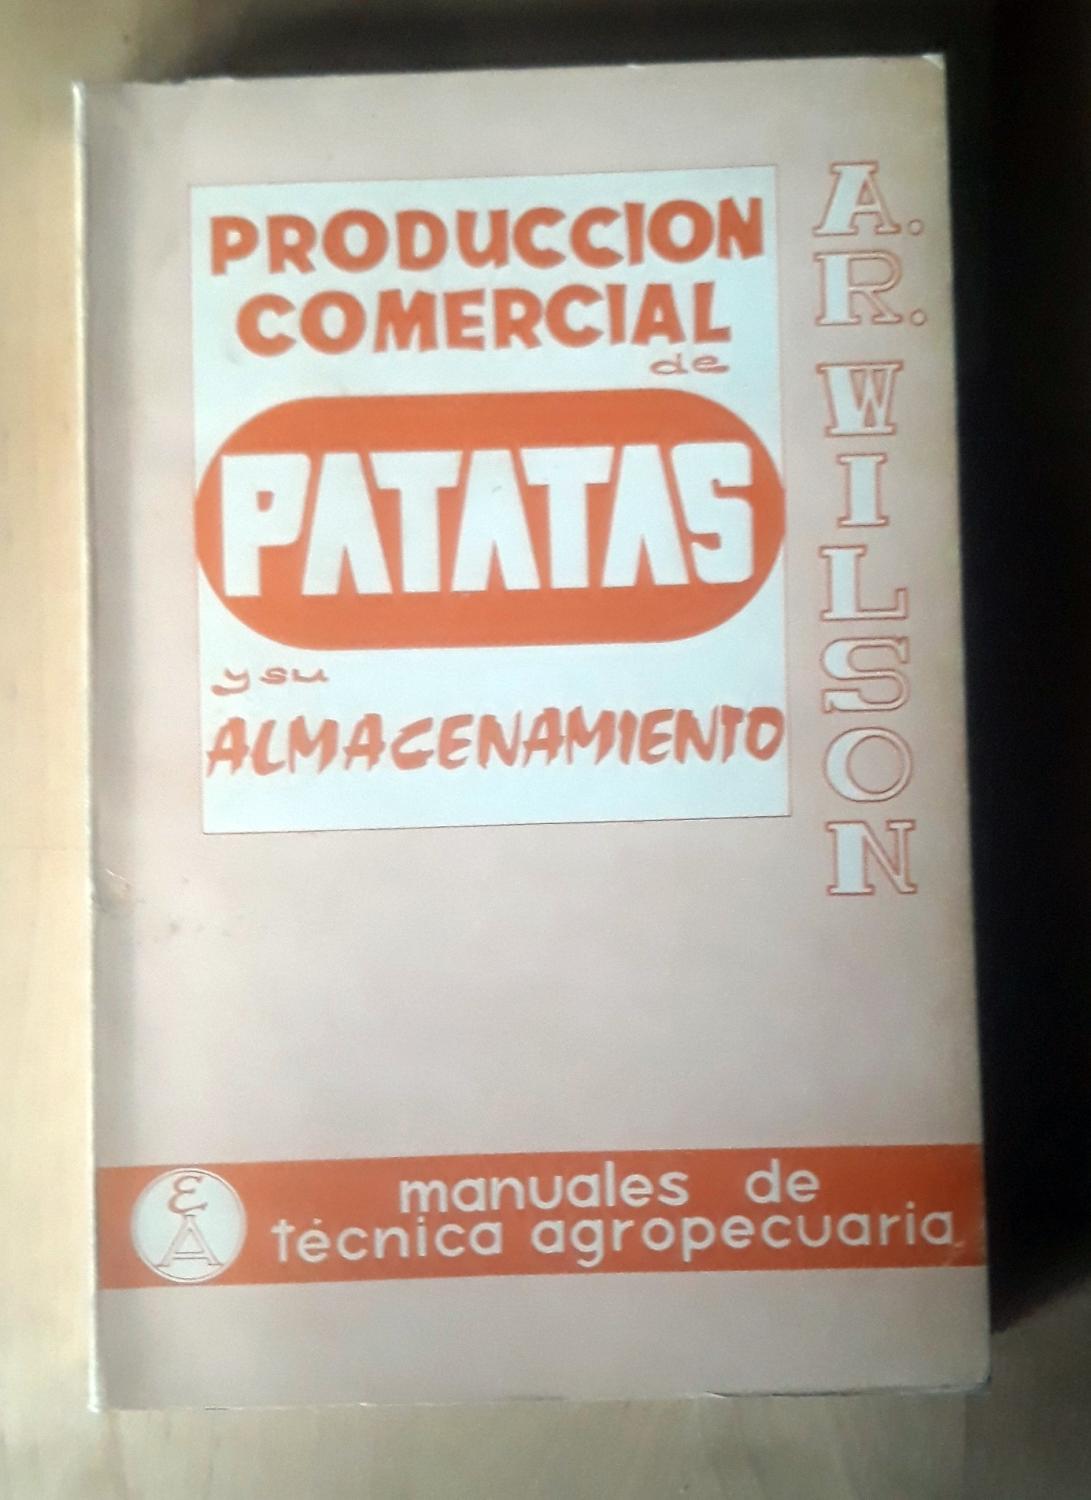 PRODUCCION
COMERCIAL
de
PATATAS
y su
ALMACENAMIENTO
A. R. WILSON
EA
manuales de
técnica agropecuaria